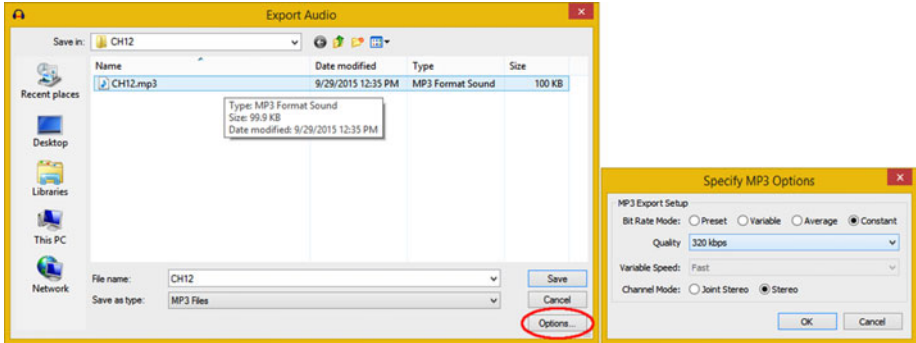 Export Audio
Save in: CH12
Name Date modified Type Size
CH12.mp3 9/29/2015 12:35 PM MP3 Format Sound 100 KB
Type: MP3 Format Sound
Size: 99.9 KB
Date modified: 9/29/2015 12:35 PM
Recent places
Desktop
Libraries
This PC
Network
File name: CH12 Save
Save as type: MP3 Files Cancel
Options...
Specify MP3 Options
MP3 Export Setup
Bit Rate Mode: Preset Variable Average Constant
Quality 320 kbps
Variable Speed: Fast
Channel Mode: Joint Stereo Stereo
OK Cancel